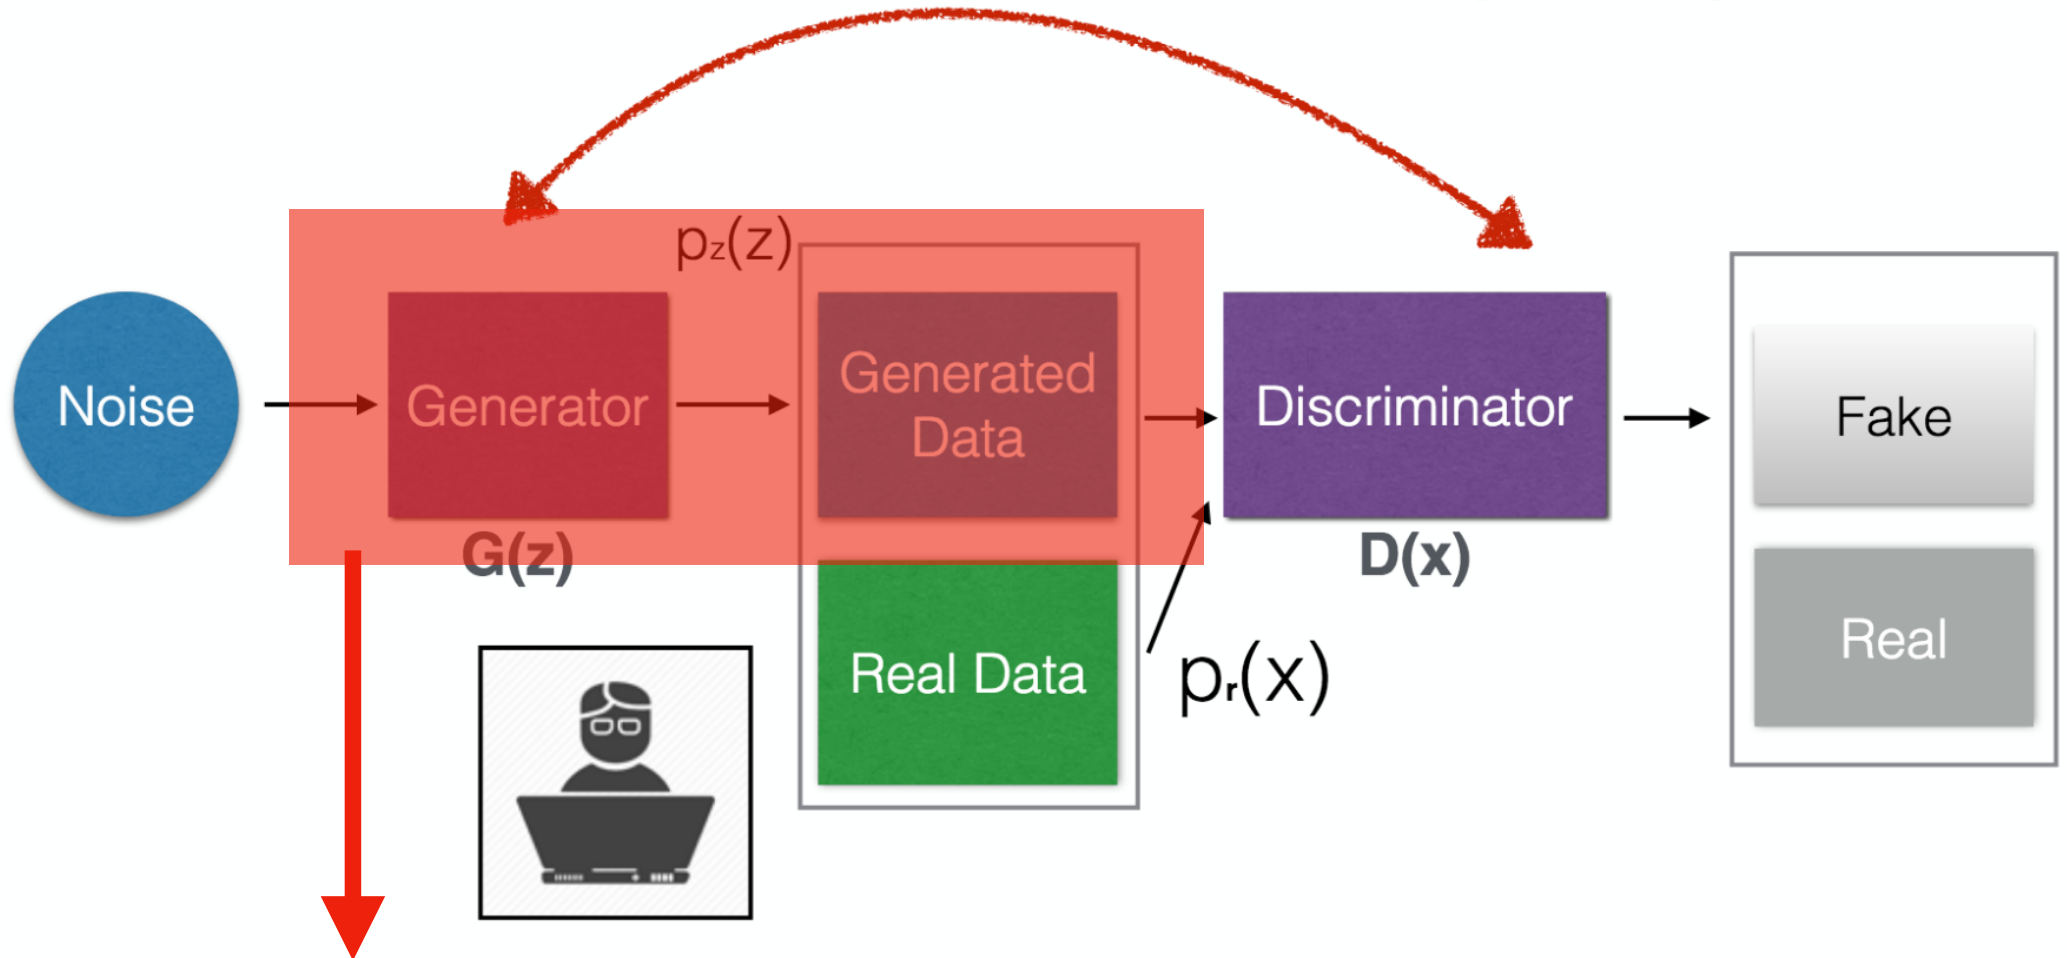 pz(z)
Noise
Generator
Generated
Data
Discriminator
Fake
G(z)
D(x)
Real Data
pr(x)
Real